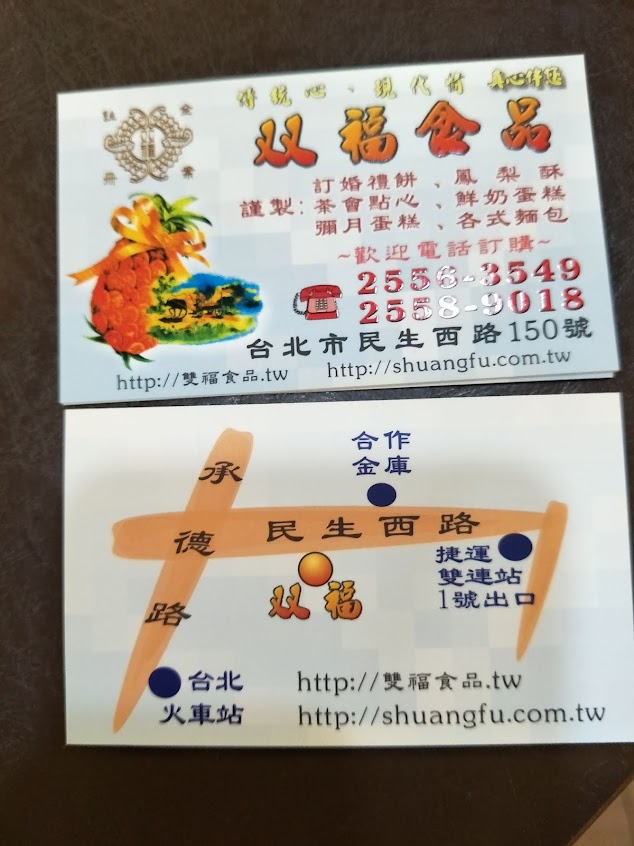 傳統心、現代情 真心伴您
双福食品
訂婚禮餅、鳳梨酥
謹製:茶會點心、鮮奶蛋糕
彌月蛋糕、各式麵包
~歡迎電話訂購~
2556-3549
2558-9018
台北市民生西路150號
http://雙福食品.tw http://shuangfu.com.tw
合作
金庫
承德路
民生西路
双福
捷運
雙連站
1號出口
台北
火車站
http://雙福食品.tw
http://shuangfu.com.tw